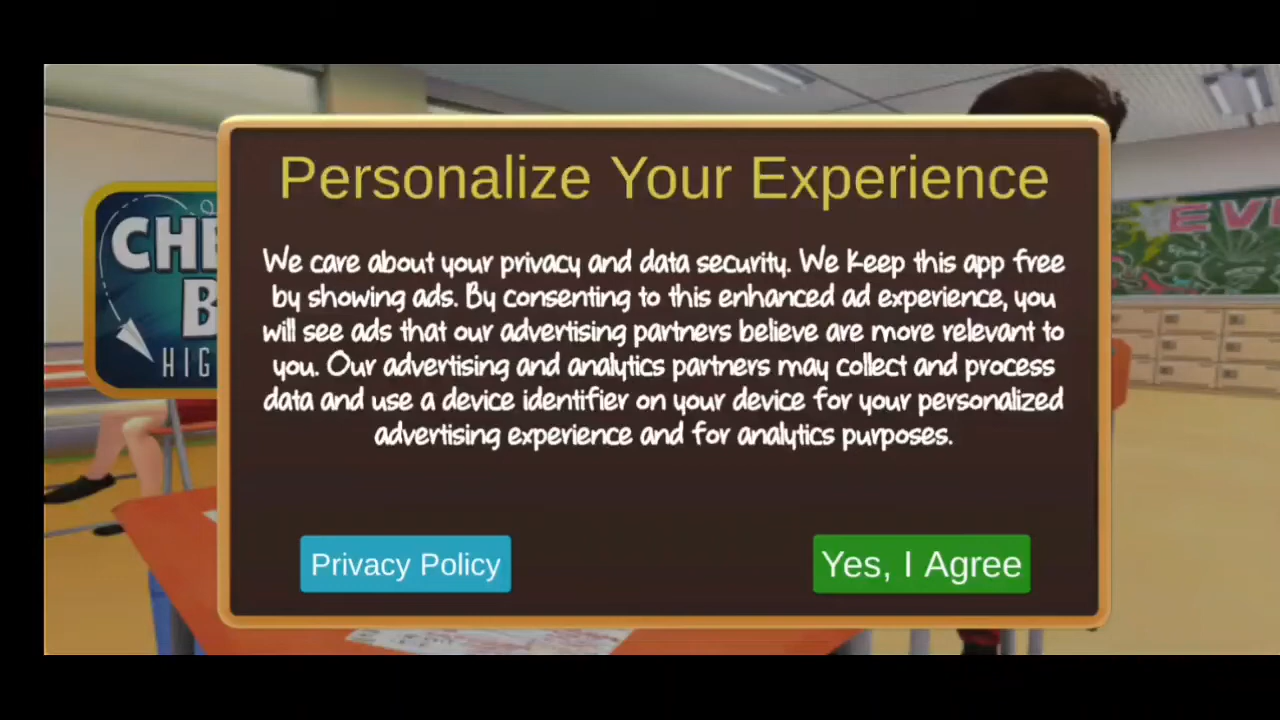 Personalize Your Experience
We care about your privacy and data security. We keep this app free
by showing ads. By consenting to this enhanced ad experience, you
will see ads that our advertising partners believe are more relevant to
you. Our advertising and analytics partners may collect and process
data and use a device identifier on your device for your personalized
advertising experience and for analytics purposes.
Privacy Policy
Yes, I Agree